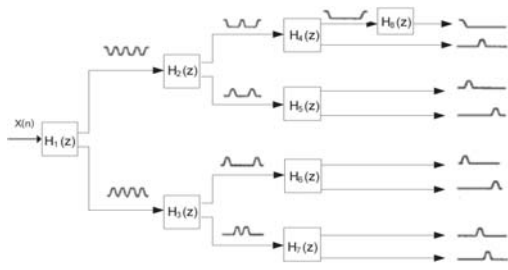 X(n)
H₁(z)
H₂(z)
H₃(z)
H₄(z)
H₅(z)
H₆(z)
H₇(z)
H₈(z)